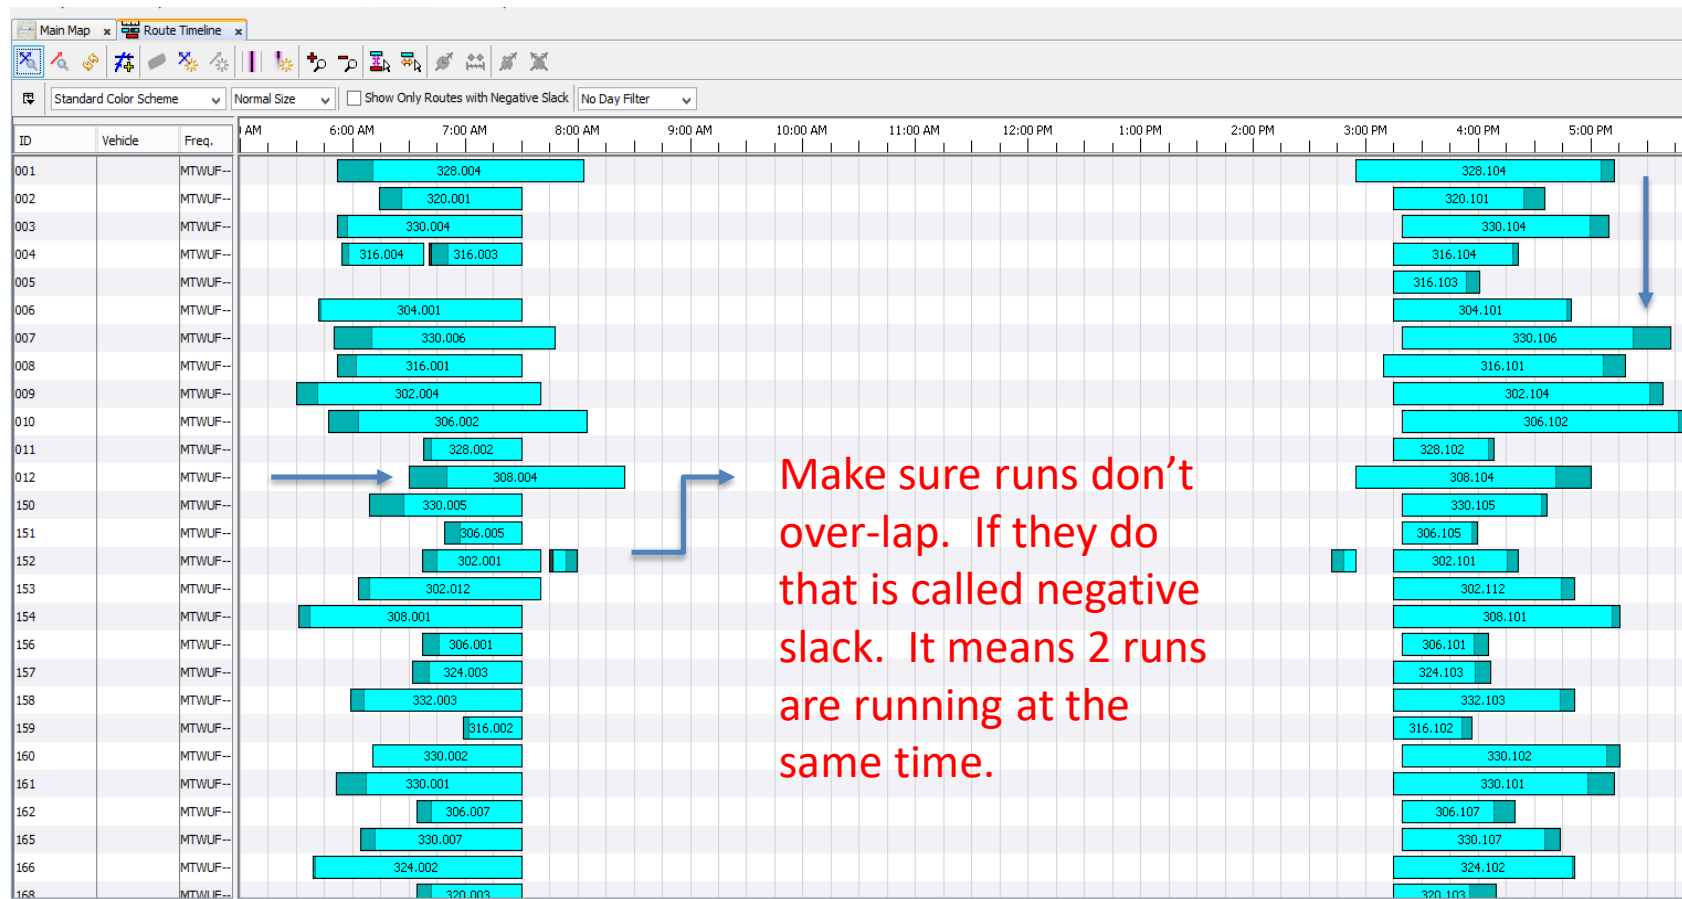 Main Map x Route Timeline x
Standard Color Scheme Normal Size Show Only Routes with Negative Slack No Day Filter
ID Vehicle Freq. AM 6:00 AM 7:00 AM 8:00 AM 9:00 AM 10:00 AM 11:00 AM 12:00 PM 1:00 PM 2:00 PM 3:00 PM 4:00 PM 5:00 PM
001 MTWUF-- 328.004 328.104
002 MTWUF-- 320.001 320.101
003 MTWUF-- 330.004 330.104
004 MTWUF-- 316.004 316.003 316.104
005 MTWUF-- 316.103
006 MTWUF-- 304.001 304.101
007 MTWUF-- 330.006 330.106
008 MTWUF-- 316.001 316.101
009 MTWUF-- 302.004 302.104
010 MTWUF-- 306.002 306.102
011 MTWUF-- 328.002 328.102
012 MTWUF-- 308.004 308.104
150 MTWUF-- 330.005 330.105
151 MTWUF-- 306.005 306.105
152 MTWUF-- 302.001 302.101
153 MTWUF-- 302.012 302.112
154 MTWUF-- 308.001 308.101
156 MTWUF-- 306.001 306.101
157 MTWUF-- 324.003 324.103
158 MTWUF-- 332.003 332.103
159 MTWUF-- 316.002 316.102
160 MTWUF-- 330.002 330.102
161 MTWUF-- 330.001 330.101
162 MTWUF-- 306.007 306.107
165 MTWUF-- 330.007 330.107
166 MTWUF-- 324.002 324.102
168 MTWUF-- 320.003 320.103
Make sure runs don’t
over-lap. If they do
that is called negative
slack. It means 2 runs
are running at the
same time.